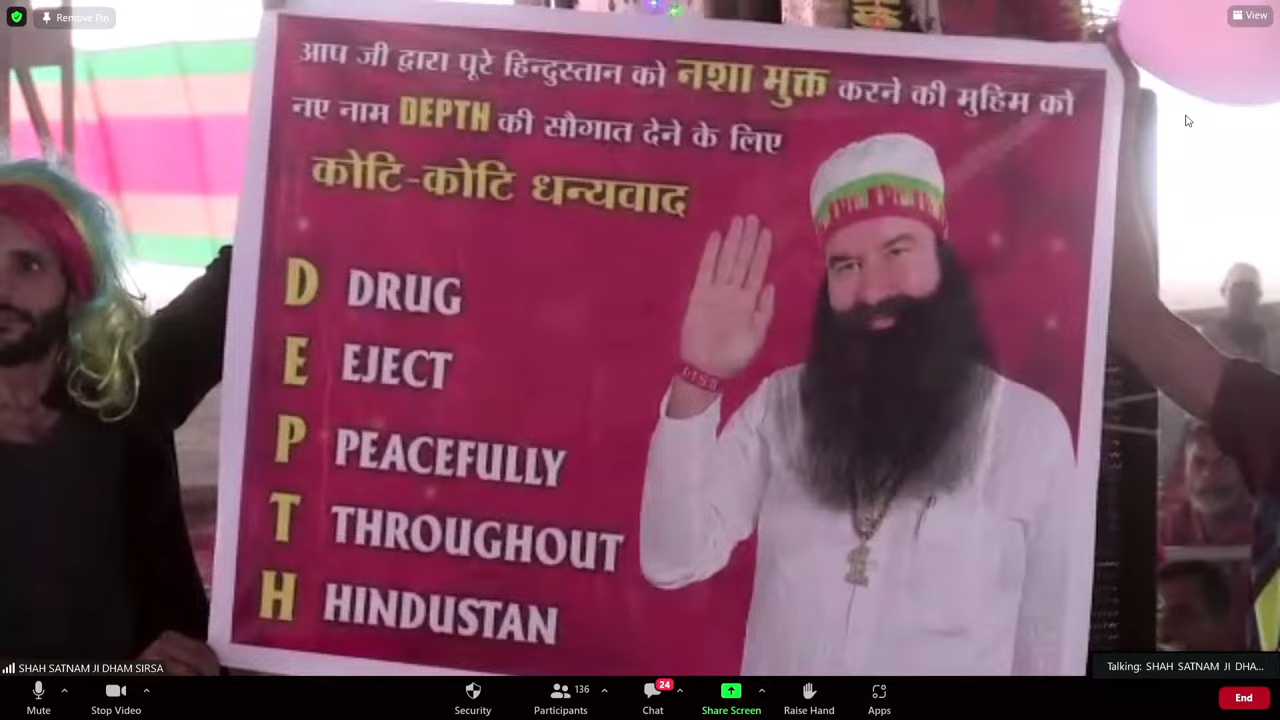 Remove Pin
View
आप जी द्वारा पूरे हिन्दुस्तान को नशा मुक्त करने की मुहिम को
नए नाम DEPTH की सौगात देने के लिए
कोटि-कोटि धन्यवाद
D DRUG
E EJECT
P PEACEFULLY
T THROUGHOUT
H HINDUSTAN
SHAH SATNAM JI DHAM SIRSA
Talking: SHAH SATNAM JI DHA...
Mute
Stop Video
Security
Participants 136
Chat 24
Share Screen
Raise Hand
Apps
End